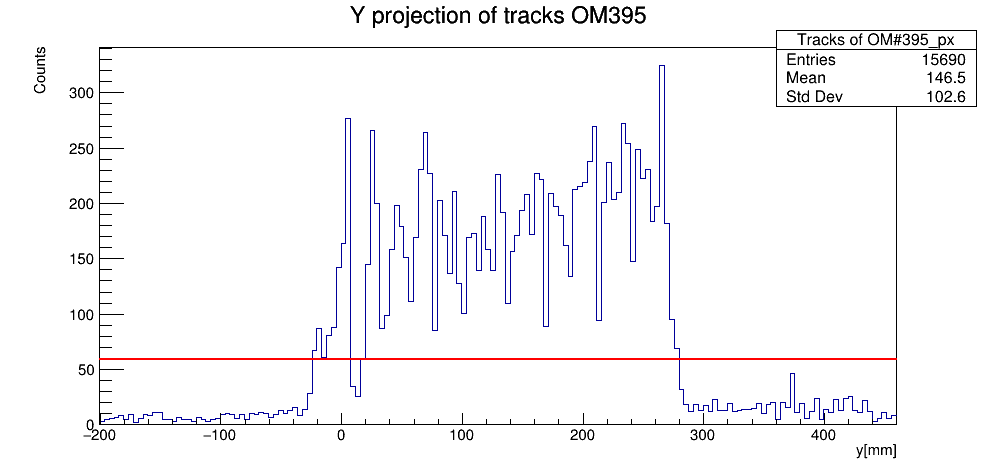 Y projection of tracks OM395
Tracks of OM#395_px
Entries 15690
Mean 146.5
Std Dev 102.6
Counts
300
250
200
150
100
50
0
−200 −100 0 100 200 300 400
y[mm]